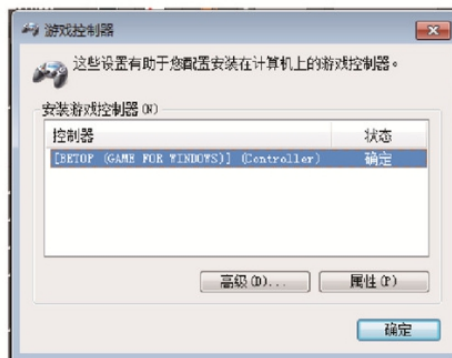 游戏控制器
这些设置有助于您配置安装在计算机上的游戏控制器。
安装游戏控制器(N)
控制器 状态
[BETOP (GAME FOR WINDOWS)] (Controller) 确定
高级(D)... 属性(P)
确定